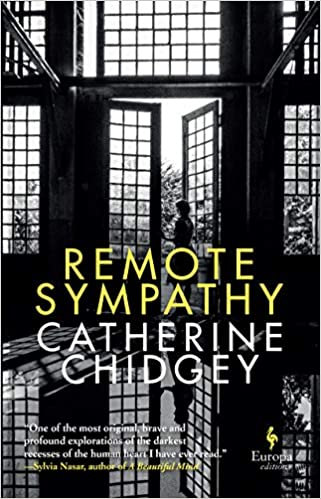 REMOTE
SYMPATHY
CATHERINE
CHIDGEY
"One of the most original, brave and
profound explorations of the darkest
recesses of the human heart I have ever read."
—Sylvia Nasar, author of A Beautiful Mind
Europa
editions